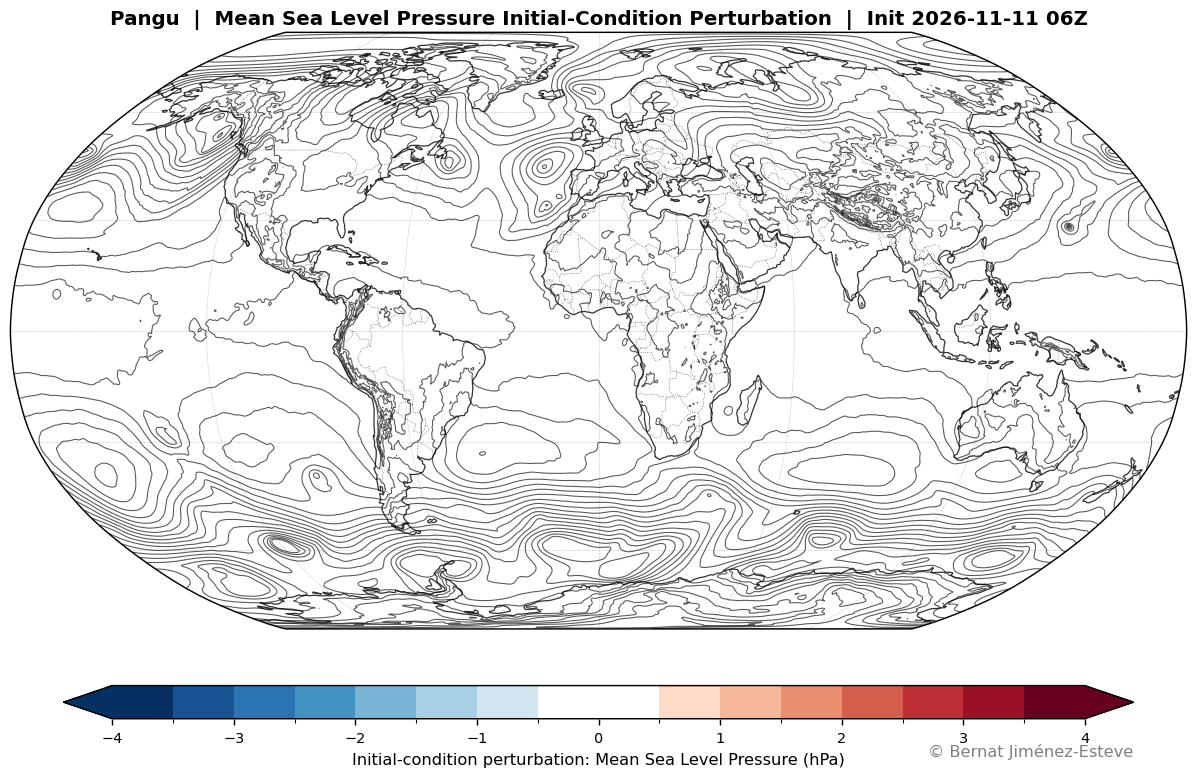 Pangu | Mean Sea Level Pressure Initial-Condition Perturbation | Init 2026-11-11 06Z
−4 −3 −2 −1 0 1 2 3 4
© Bernat Jiménez-Esteve
Initial-condition perturbation: Mean Sea Level Pressure (hPa)